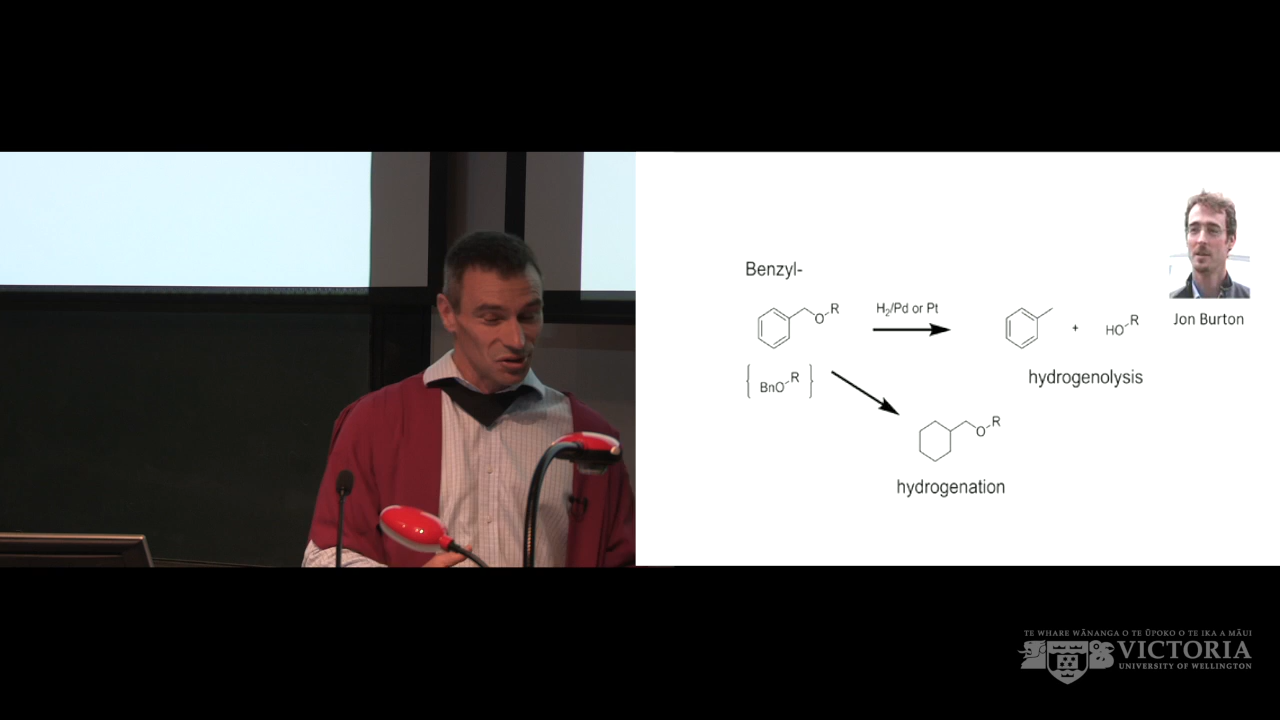 Benzyl-
O
R
H₂/Pd or Pt
+
HO
R
Jon Burton
hydrogenolysis
{ BnO R }
O
R
hydrogenation
TE WHARE WĀNANGA O TE ŪPOKO O TE IKA A MĀUI
VICTORIA
UNIVERSITY OF WELLINGTON